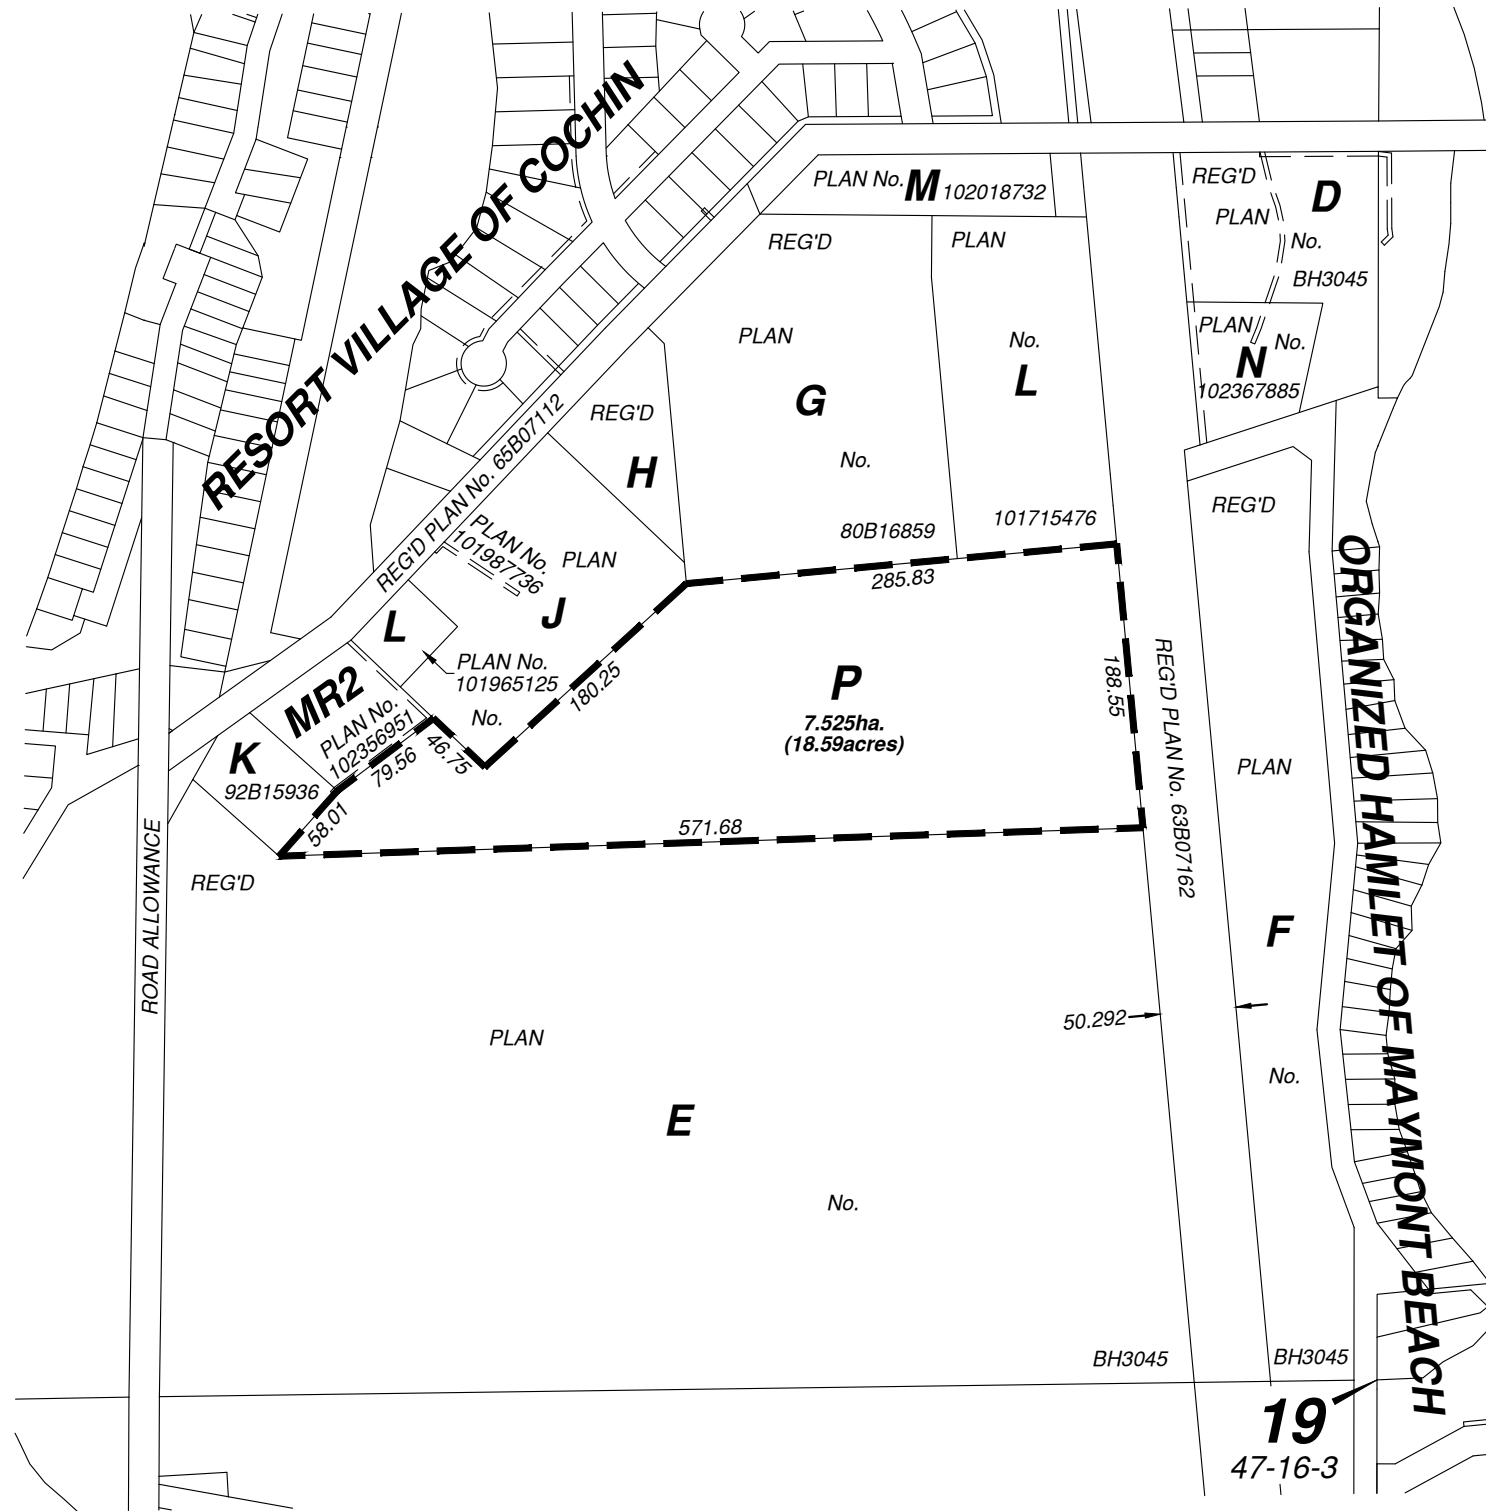 RESORT VILLAGE OF COCHIN
PLAN No. M 102018732
REG'D
PLAN
REG'D
PLAN
No.
BH3045
D
PLAN
No.
N
102367885
REG'D
PLAN
G
No.
80B16859
No.
L
101715476
REG'D
H
REG'D PLAN No. 65B07112
PLAN No.
101987736
PLAN
J
L
PLAN No.
101965125
No.
MR2
PLAN No.
102356951
K
92B15936
285.83
180.25
188.55
46.75
79.56
58.01
571.68
P
7.525ha.
(18.59acres)
REG'D PLAN No. 63B07162
REG'D
PLAN
F
No.
BH3045
ORGANIZED HAMLET OF MAYMONT BEACH
ROAD ALLOWANCE
REG'D
PLAN
E
No.
BH3045
50.292
19
47-16-3